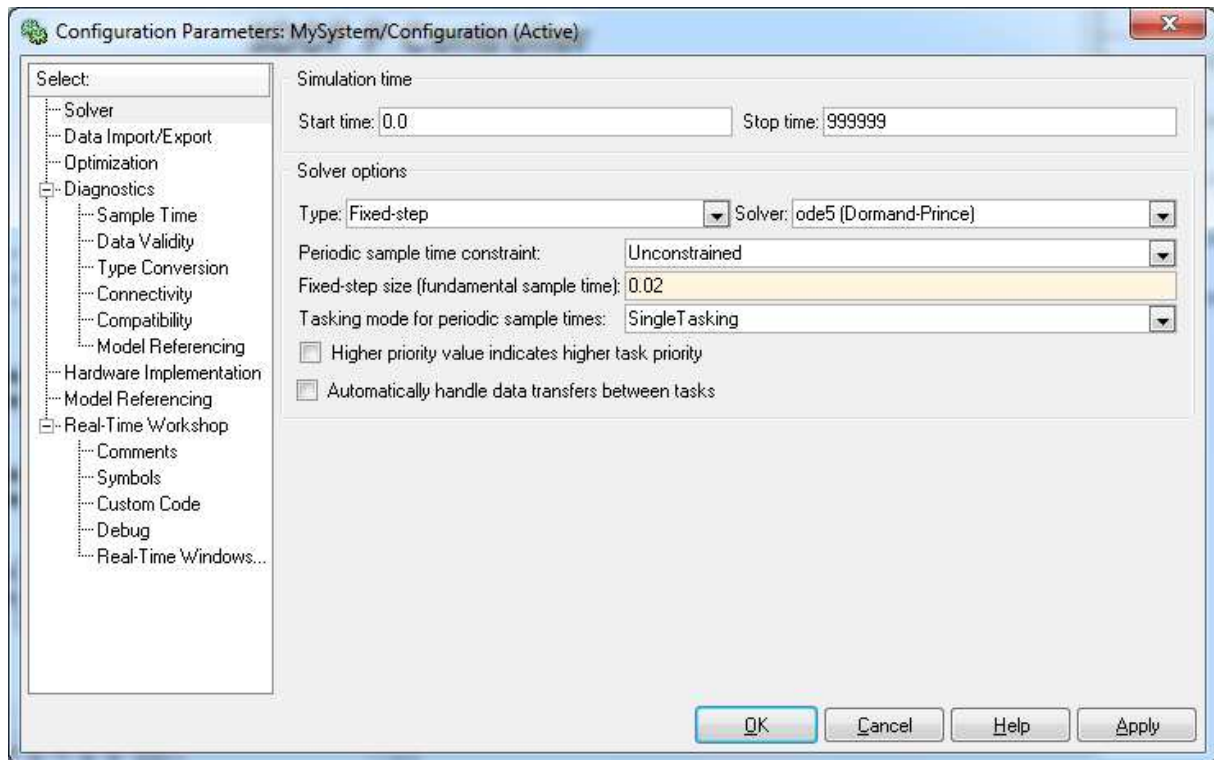 Configuration Parameters: MySystem/Configuration (Active)
Select:
Solver
Data Import/Export
Optimization
Diagnostics
Sample Time
Data Validity
Type Conversion
Connectivity
Compatibility
Model Referencing
Hardware Implementation
Model Referencing
Real-Time Workshop
Comments
Symbols
Custom Code
Debug
Real-Time Windows...
Simulation time
Start time: 0.0 Stop time: 999999
Solver options
Type: Fixed-step Solver: ode5 (Dormand-Prince)
Periodic sample time constraint: Unconstrained
Fixed-step size (fundamental sample time): 0.02
Tasking mode for periodic sample times: SingleTasking
Higher priority value indicates higher task priority
Automatically handle data transfers between tasks
OK Cancel Help Apply